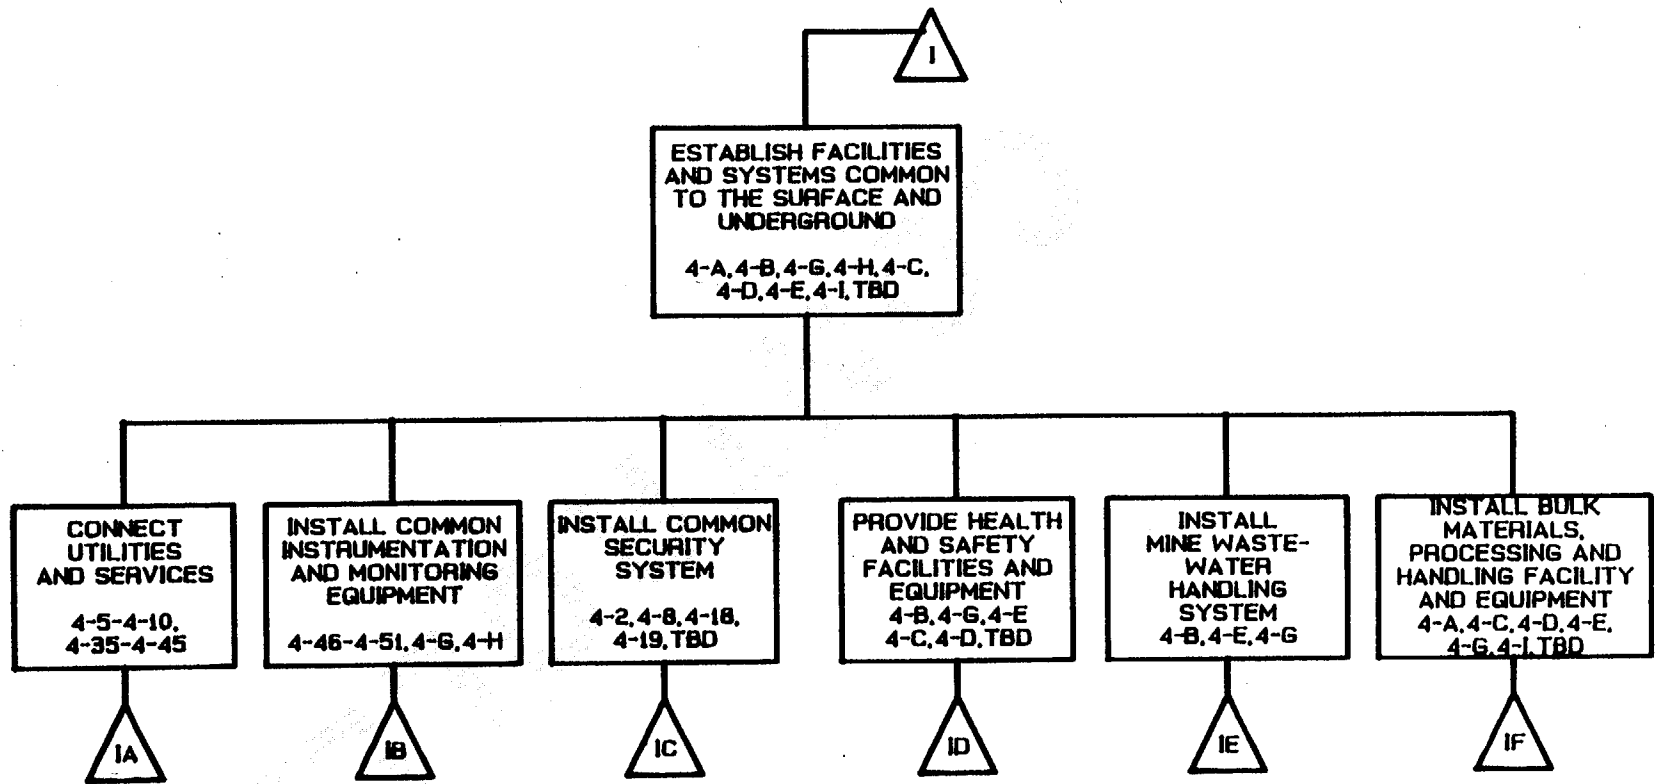 I
ESTABLISH FACILITIES
AND SYSTEMS COMMON
TO THE SURFACE AND
UNDERGROUND
4-A,4-B,4-G,4-H,4-C,
4-D,4-E,4-I,TBD
CONNECT
UTILITIES
AND SERVICES
4-5-4-10,
4-35-4-45
IA
INSTALL COMMON
INSTRUMENTATION
AND MONITORING
EQUIPMENT
4-46-4-51,4-G,4-H
IB
INSTALL COMMON
SECURITY
SYSTEM
4-2,4-8,4-18,
4-19,TBD
IC
PROVIDE HEALTH
AND SAFETY
FACILITIES AND
EQUIPMENT
4-B,4-G,4-E
4-C,4-D,TBD
ID
INSTALL
MINE WASTE-
WATER
HANDLING
SYSTEM
4-B,4-E,4-G
IE
INSTALL BULK
MATERIALS,
PROCESSING AND
HANDLING FACILITY
AND EQUIPMENT
4-A,4-C,4-D,4-E,
4-G,4-I,TBD
IF